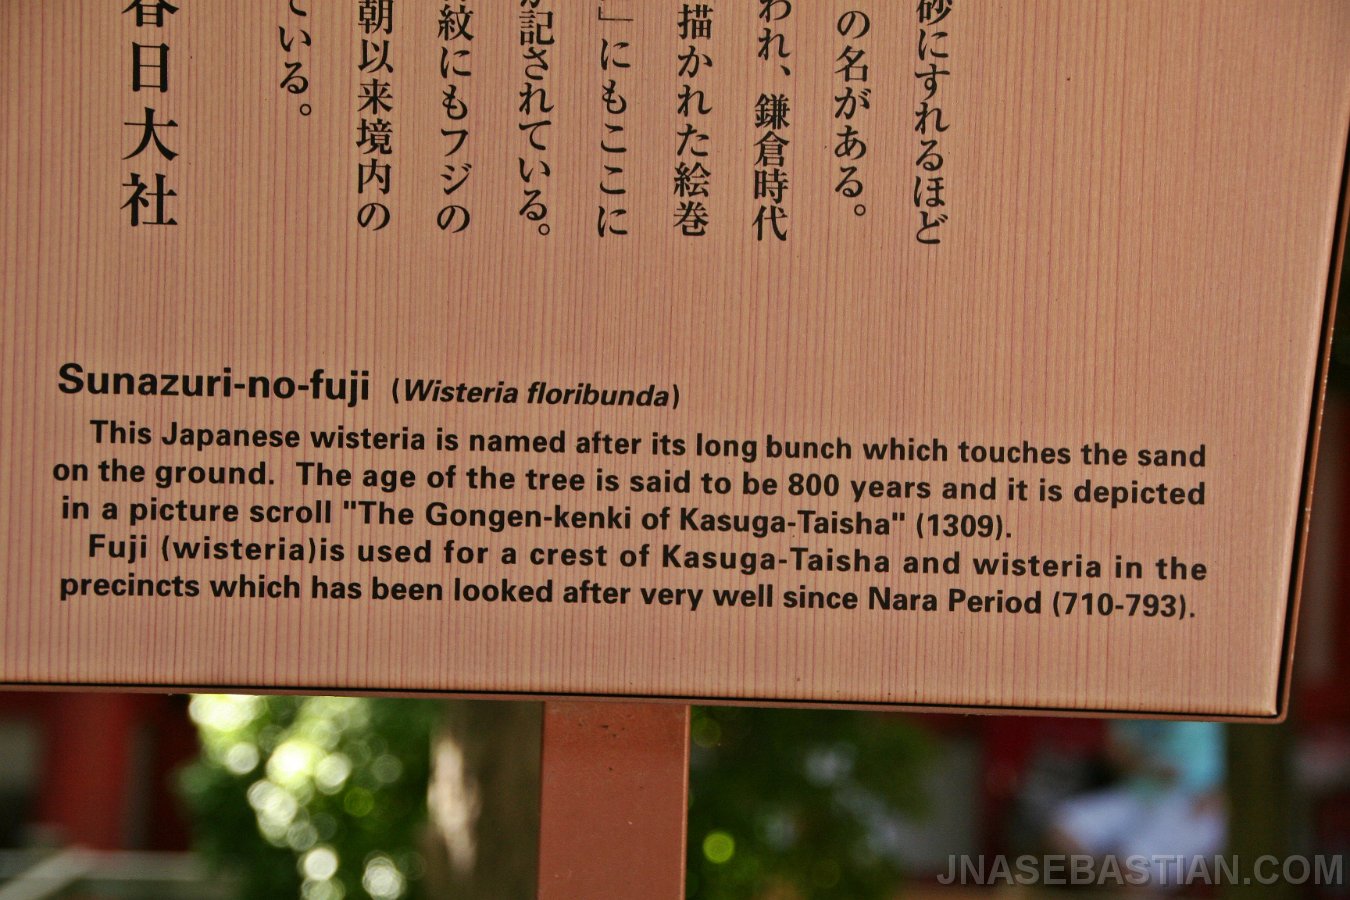 砂にすれるほど
の名がある。
われ、鎌倉時代
描かれた絵巻
」にもここに
記されている。
紋にもフジの
朝以来境内の
ている。
春日大社
Sunazuri-no-fuji (Wisteria floribunda)
This Japanese wisteria is named after its long bunch which touches the sand
on the ground. The age of the tree is said to be 800 years and it is depicted
in a picture scroll "The Gongen-kenki of Kasuga-Taisha" (1309).
Fuji (wisteria)is used for a crest of Kasuga-Taisha and wisteria in the
precincts which has been looked after very well since Nara Period (710-793).
JNASEBASTIAN.COM